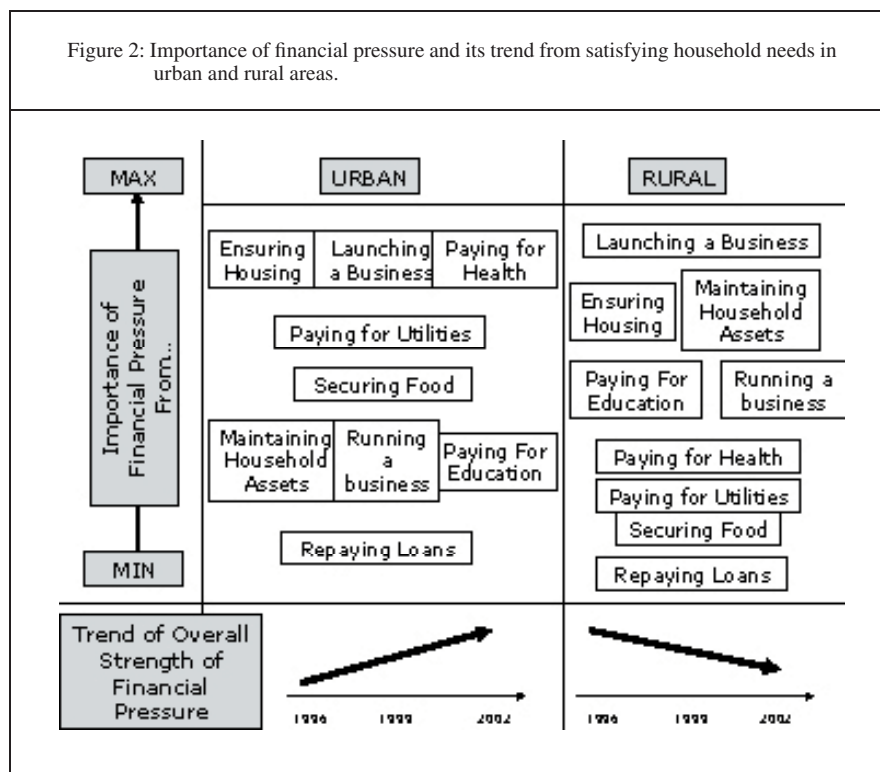 Figure 2: Importance of financial pressure and its trend from satisfying household needs in
urban and rural areas.
MAX
URBAN
RURAL
Importance of
Financial Pressure
From...
MIN
Ensuring
Housing
Launching
a Business
Paying for
Health
Paying for Utilities
Securing Food
Maintaining
Household
Assets
Running
a
business
Paying For
Education
Repaying Loans
Launching a Business
Ensuring
Housing
Maintaining
Household
Assets
Paying For
Education
Running a
business
Paying for Health
Paying for Utilities
Securing Food
Repaying Loans
Trend of Overall
Strength of
Financial
Pressure
1996 1999 2002
1996 1999 2002